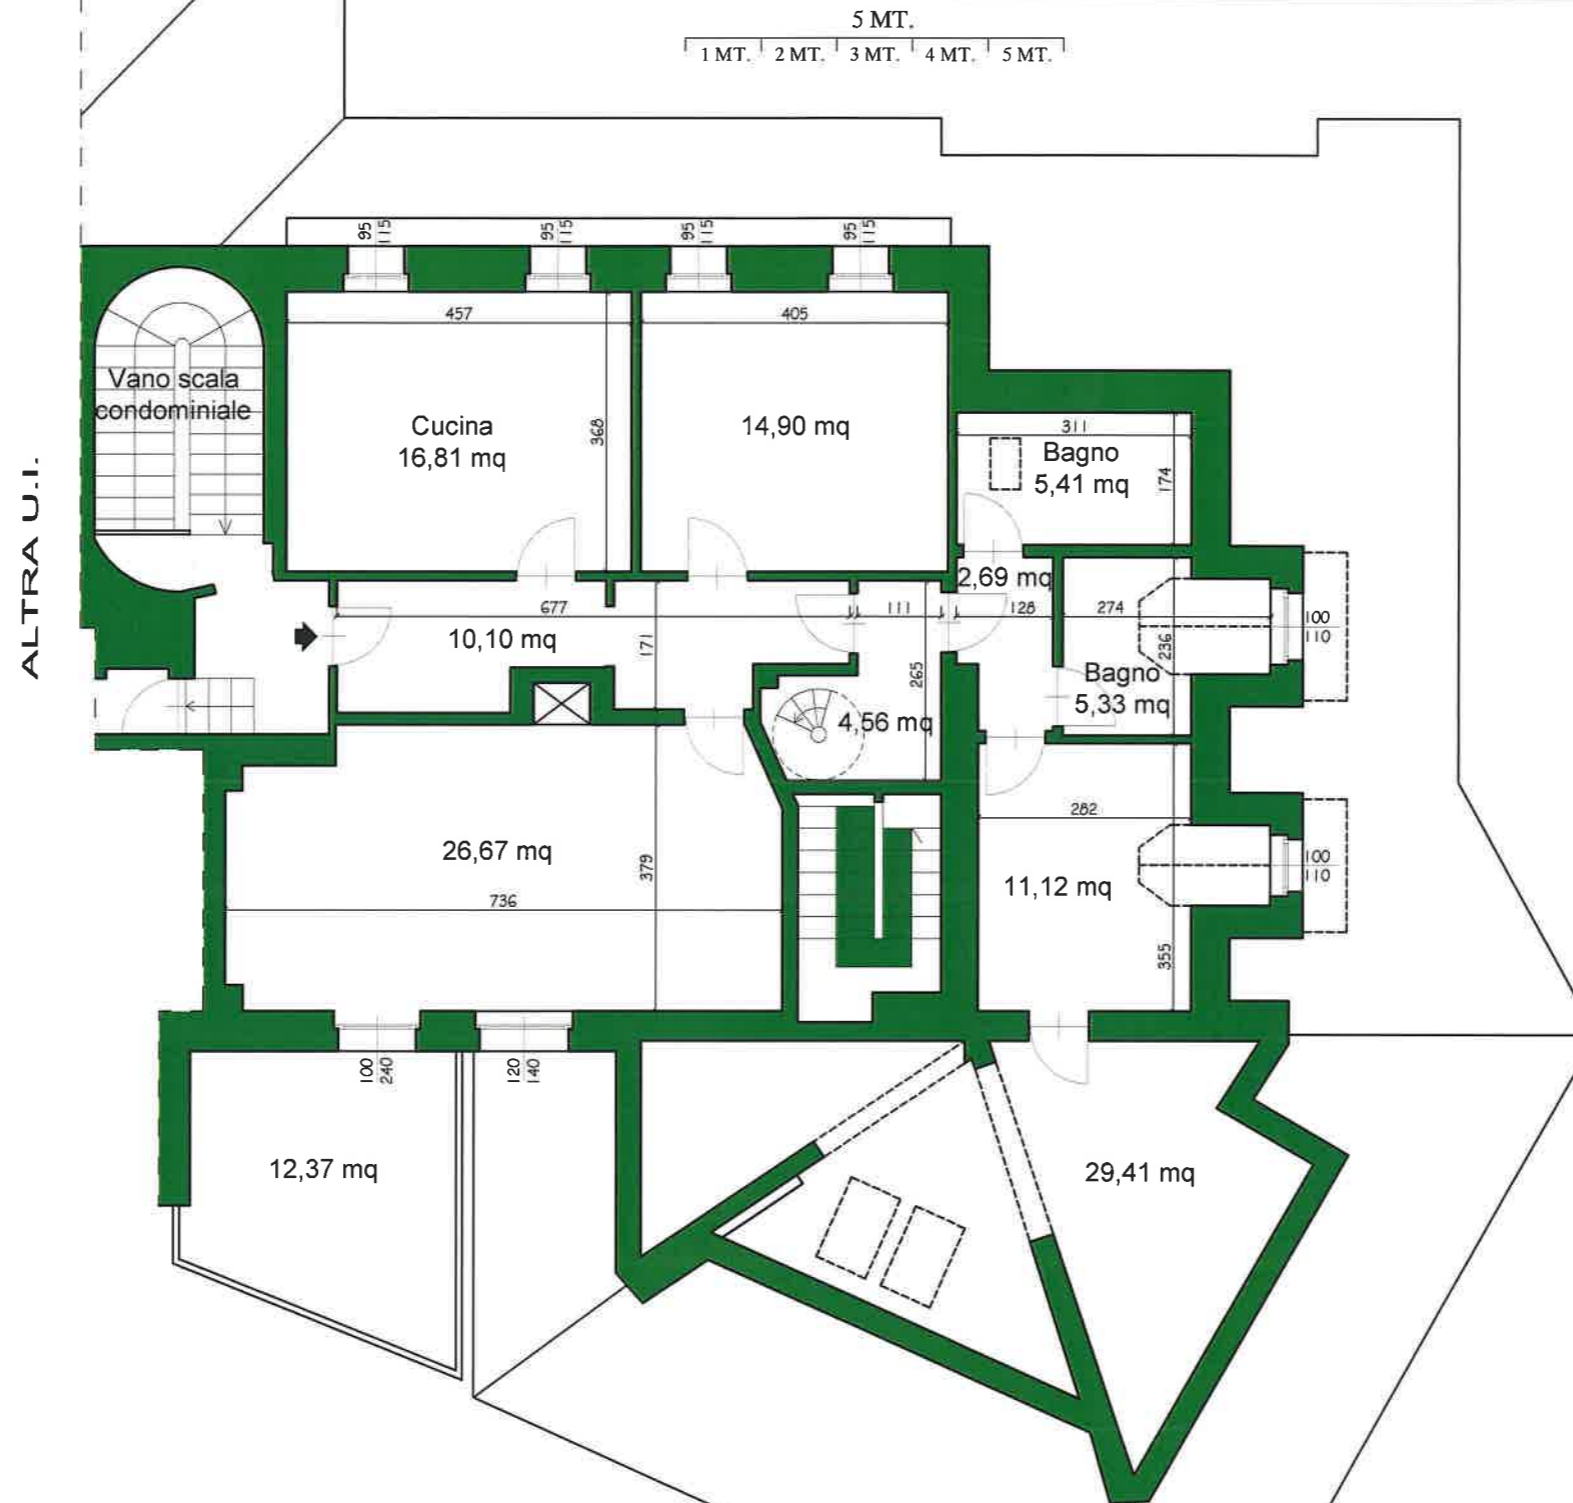 5 MT.
1 MT. 2 MT. 3 MT. 4 MT. 5 MT.
95 115
95 115
95 115
95 115
457
405
Vano scala
condominiale
Cucina
16,81 mq
368
14,90 mq
311
Bagno
5,41 mq
174
ALTRA U.I.
2,69 mq
677
111
128
274
100
110
10,10 mq
171
265
236
Bagno
5,33 mq
4,56 mq
282
26,67 mq
379
736
11,12 mq
100
110
355
100 240
120 140
12,37 mq
29,41 mq